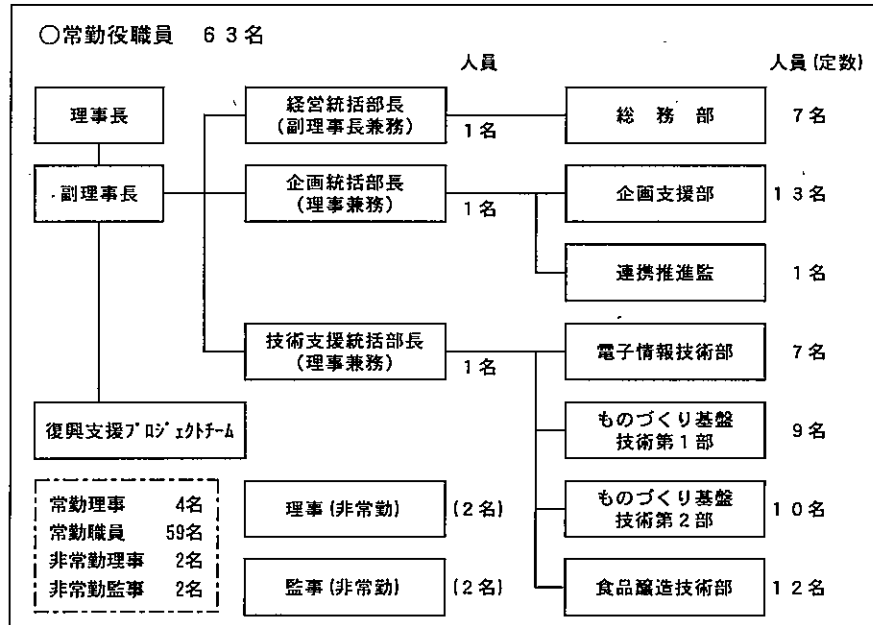 ○常勤役職員 63名
人員 人員(定数)
理事長
経営統括部長
(副理事長兼務)
1名
総務部
7名
副理事長
企画統括部長
(理事兼務)
1名
企画支援部
13名
連携推進監
1名
技術支援統括部長
(理事兼務)
1名
電子情報技術部
7名
復興支援プロジェクトチーム
ものづくり基盤
技術第1部
9名
常勤理事 4名
常勤職員 59名
非常勤理事 2名
非常勤監事 2名
理事(非常勤)
(2名)
ものづくり基盤
技術第2部
10名
監事(非常勤)
(2名)
食品醸造技術部
12名